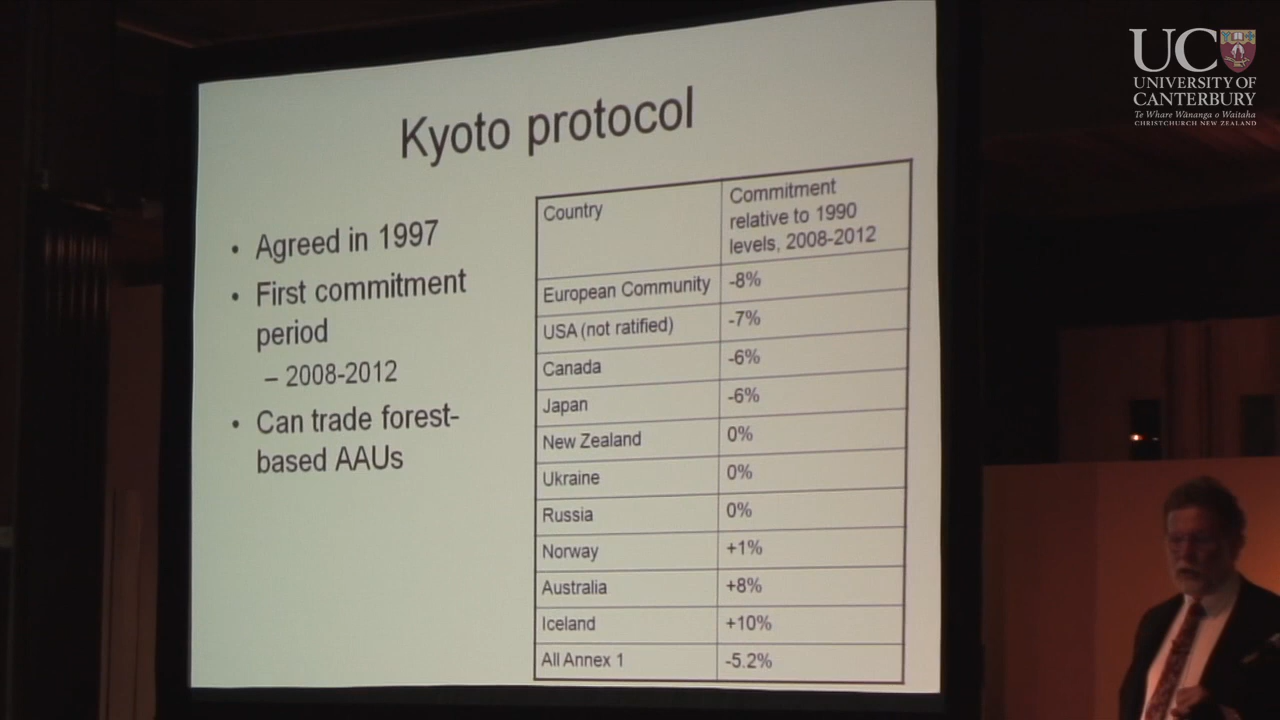 UC
UNIVERSITY OF
CANTERBURY
Te Whare Wānanga o Waitaha
CHRISTCHURCH NEW ZEALAND
Kyoto protocol
• Agreed in 1997
• First commitment
period
– 2008-2012
• Can trade forest-
based AAUs
Country
Commitment
relative to 1990
levels, 2008-2012
European Community -8%
USA (not ratified) -7%
Canada -6%
Japan -6%
New Zealand 0%
Ukraine 0%
Russia 0%
Norway +1%
Australia +8%
Iceland +10%
All Annex 1 -5.2%